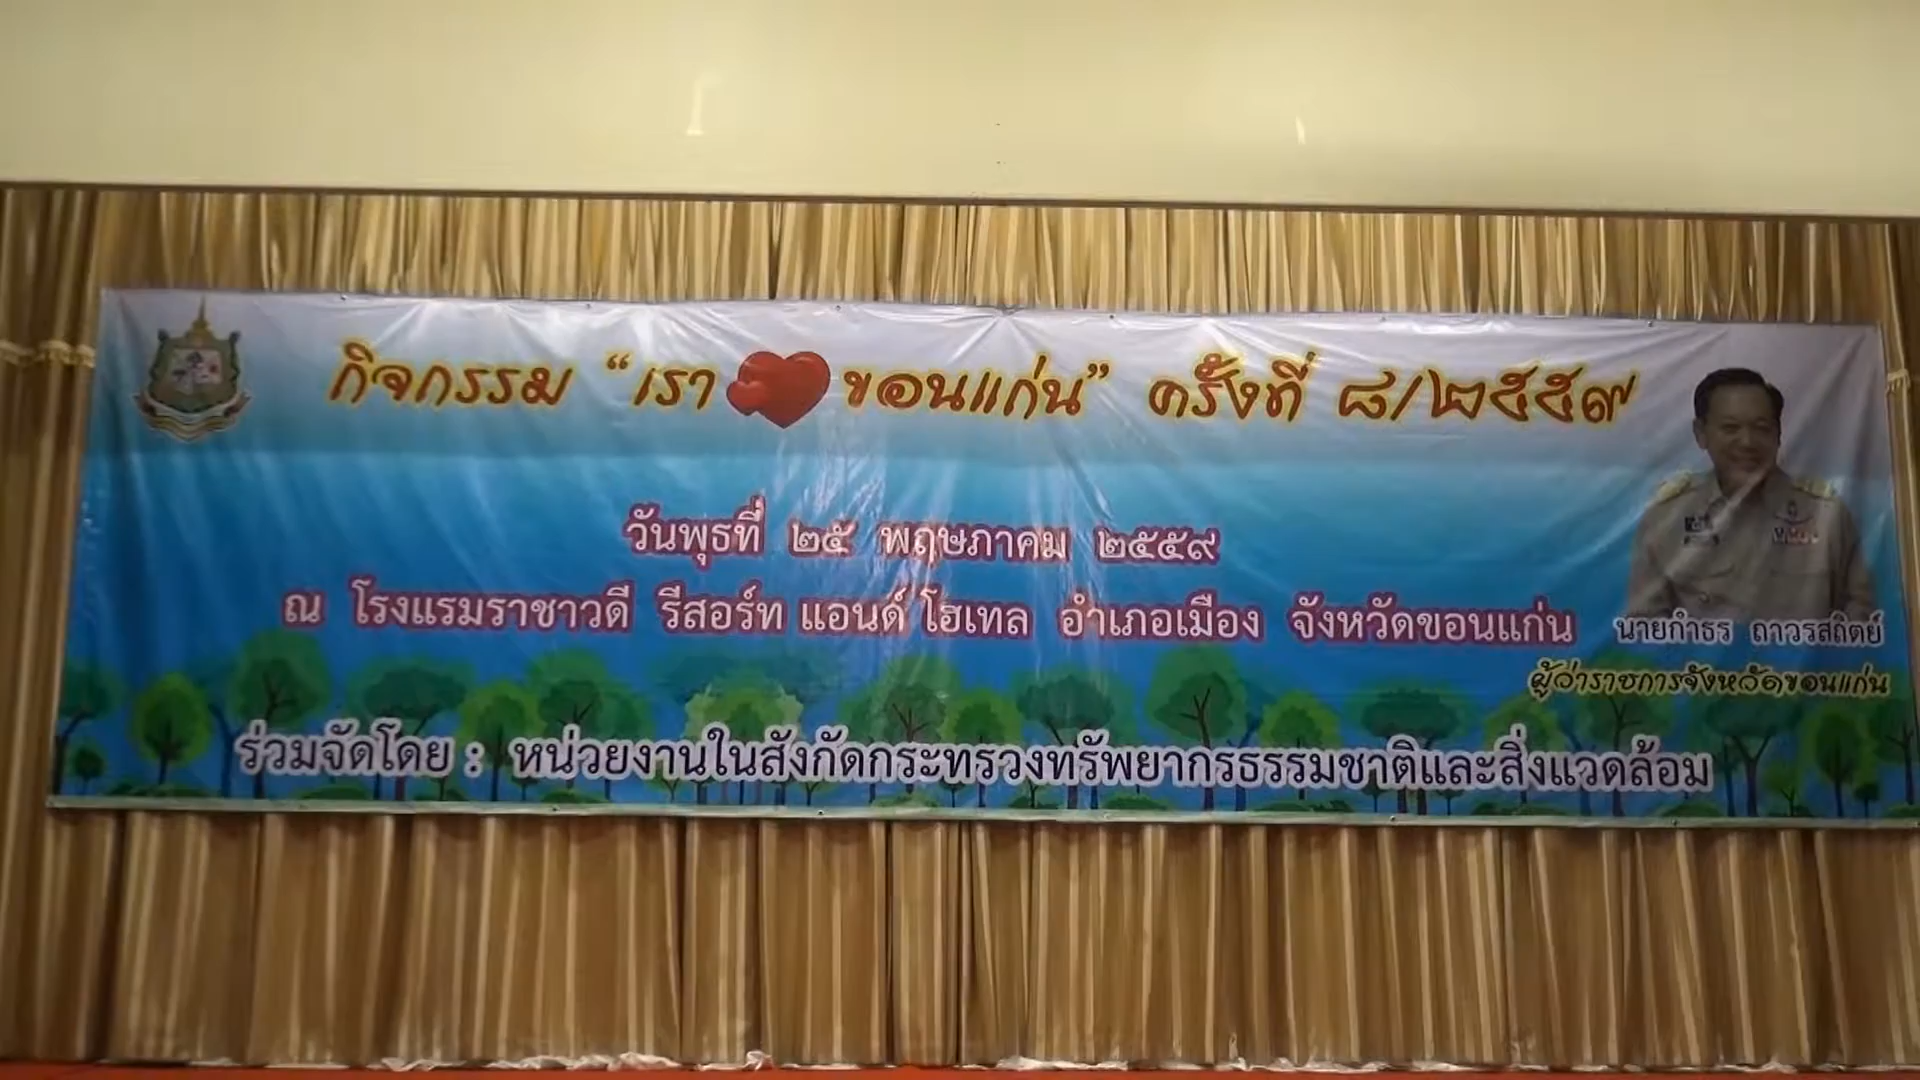 กิจกรรม “เรา ขอนแก่น” ครั้งที่ ๘/๒๕๕๙
วันพุธที่ ๒๕ พฤษภาคม ๒๕๕๙
ณ โรงแรมราชาวดี รีสอร์ท แอนด์ โฮเทล อำเภอเมือง จังหวัดขอนแก่น
นายกำธร ถาวรสถิตย์
ผู้ว่าราชการจังหวัดขอนแก่น
ร่วมจัดโดย : หน่วยงานในสังกัดกระทรวงทรัพยากรธรรมชาติและสิ่งแวดล้อม